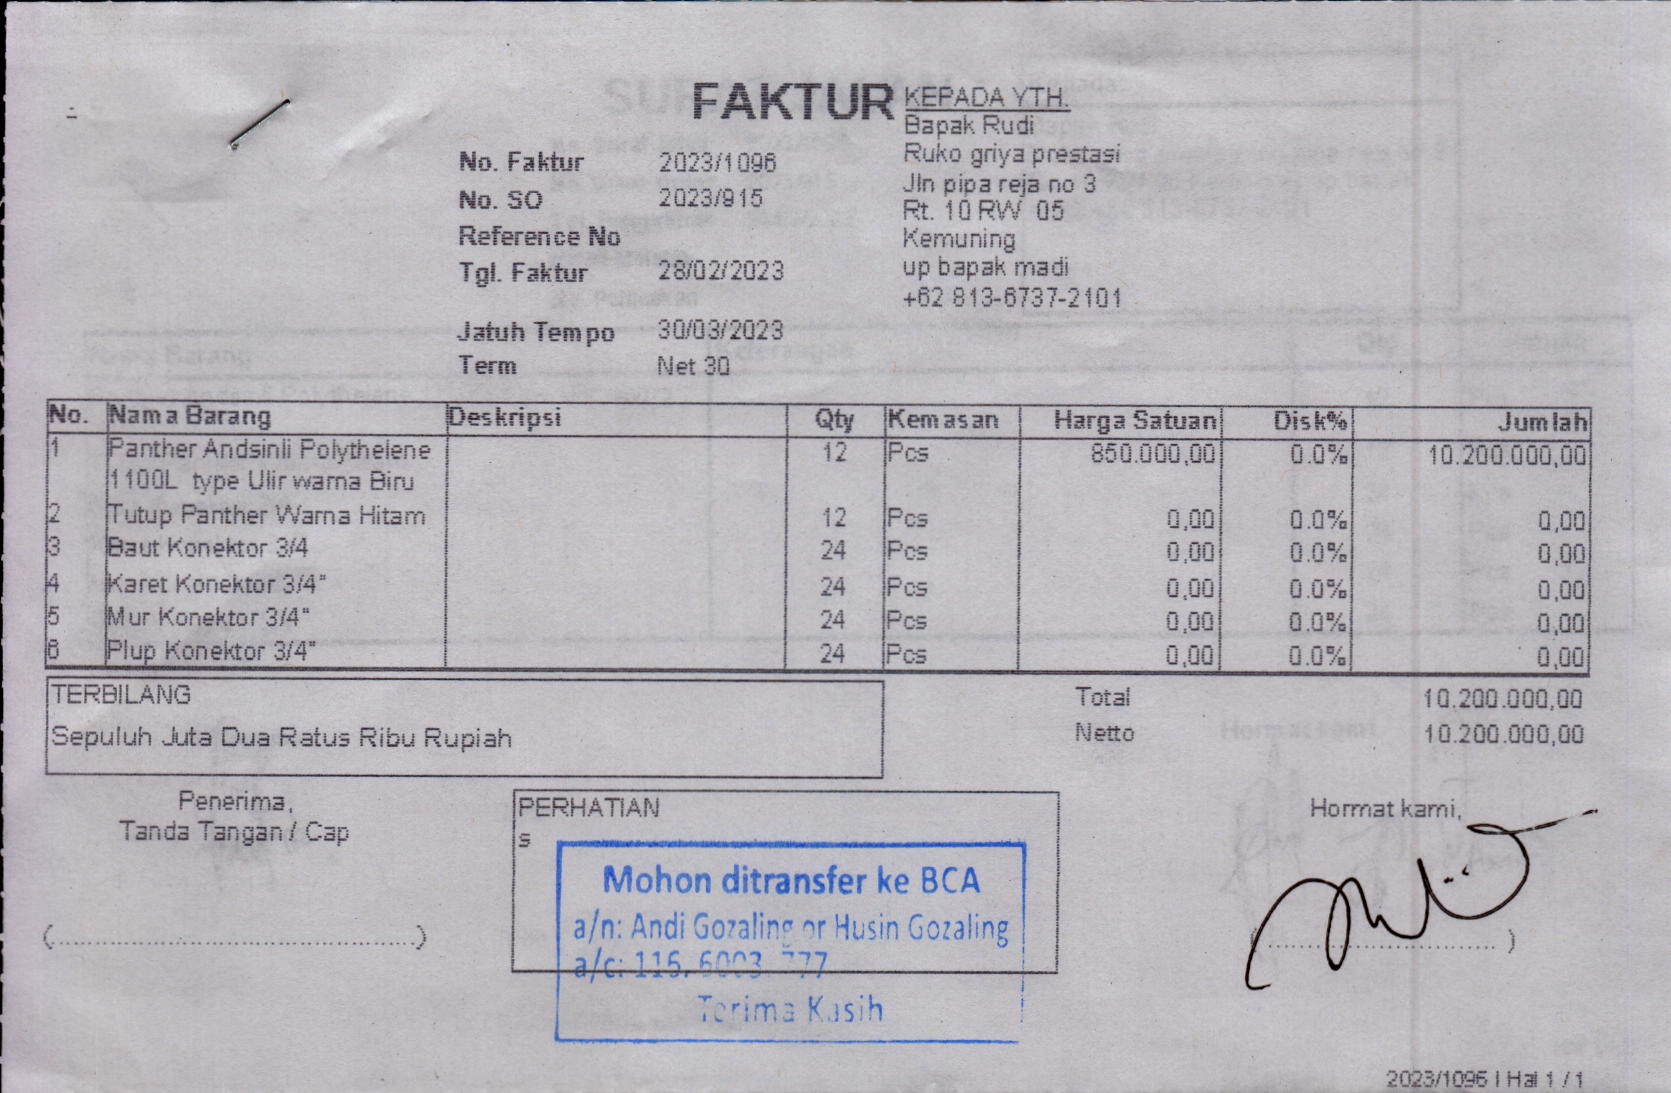 FAKTUR
KEPADA YTH.
Bapak Rudi
Ruko griya prestasi
Jln pipa reja no 3
Rt. 10 RW 05
Kemuning
up bapak madi
+62 813-6737-2101
No. Faktur 2023/1096
No. SO 2023/915
Reference No
Tgl. Faktur 28/02/2023
Jatuh Tempo 30/03/2023
Term Net 30
No. Nama Barang Deskripsi Qty Kemasan Harga Satuan Disk% Jumlah
1 Panther Andsinli Polythelene 12 Pcs 850.000,00 0.0% 10.200.000,00
1100L type Ulir warna Biru
2 Tutup Panther Warna Hitam 12 Pcs 0,00 0.0% 0,00
3 Baut Konektor 3/4 24 Pcs 0,00 0.0% 0,00
4 Karet Konektor 3/4" 24 Pcs 0,00 0.0% 0,00
5 Mur Konektor 3/4" 24 Pcs 0,00 0.0% 0,00
6 Plup Konektor 3/4" 24 Pcs 0,00 0.0% 0,00
TERBILANG
Sepuluh Juta Dua Ratus Ribu Rupiah
Total 10.200.000,00
Netto 10.200.000,00
Penerima,
Tanda Tangan / Cap
(.....................................................)
PERHATIAN
s
Mohon ditransfer ke BCA
a/n: Andi Gozaling or Husin Gozaling
a/c: 115.
Terima Kasih
Hormat kami,
2023/1096 | Hal 1 / 1